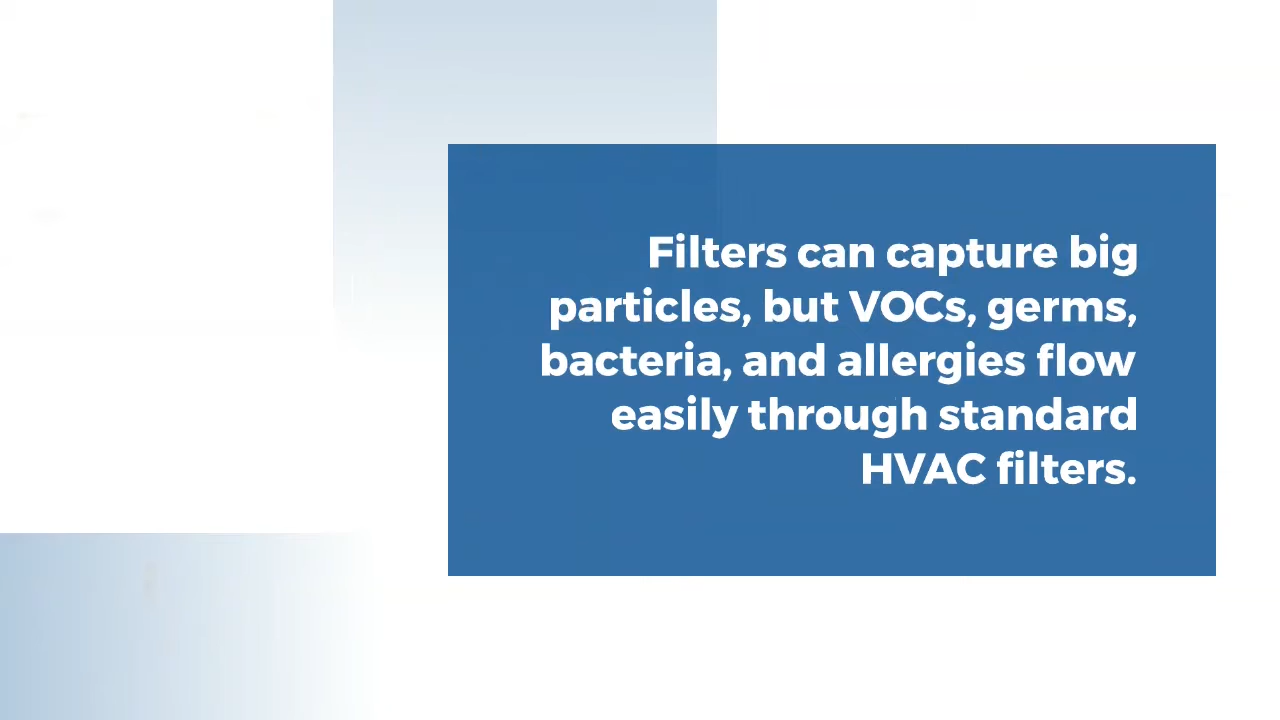 Filters can capture big
particles, but VOCs, germs,
bacteria, and allergies flow
easily through standard
HVAC filters.